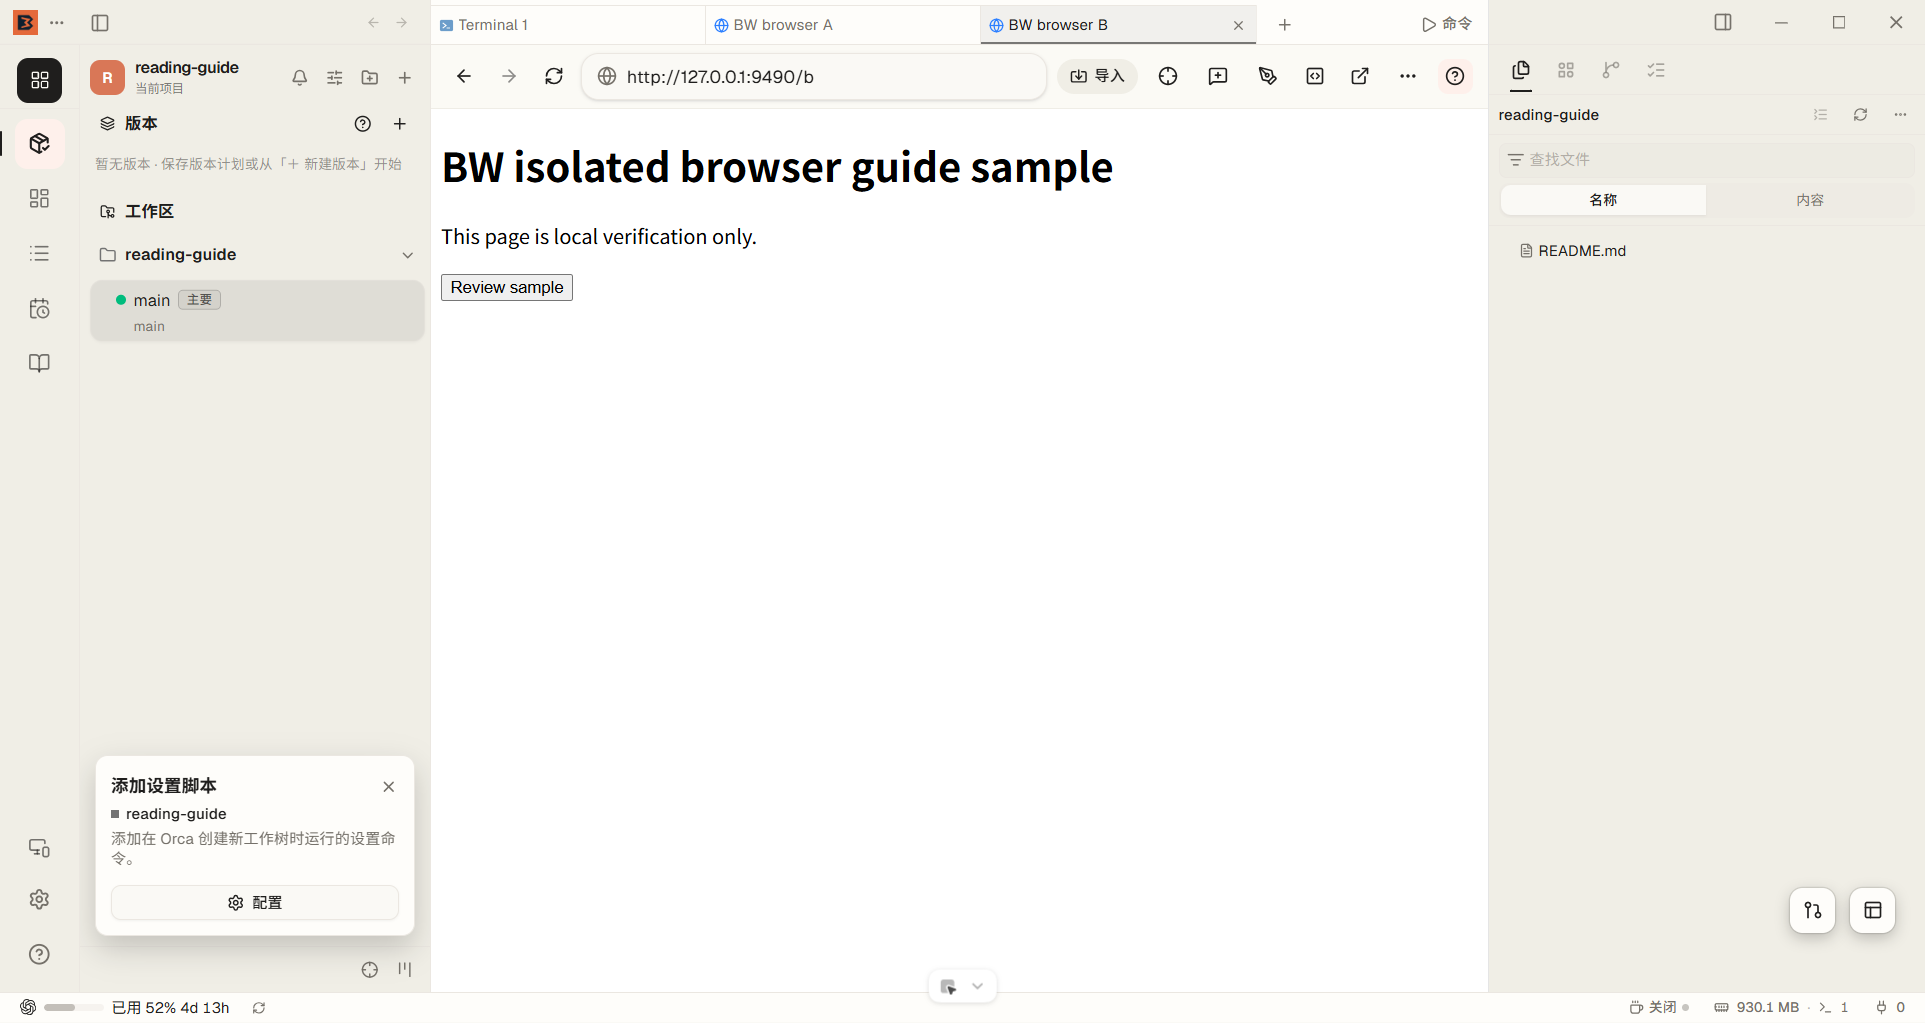 Terminal 1
BW browser A
BW browser B
命令
R
reading-guide
当前项目
http://127.0.0.1:9490/b
导入
版本
暂无版本 · 保存版本计划或从「＋ 新建版本」开始
工作区
reading-guide
main 主要
main
BW isolated browser guide sample
This page is local verification only.
Review sample
reading-guide
查找文件
名称
内容
README.md
添加设置脚本
reading-guide
添加在 Orca 创建新工作树时运行的设置命
令。
配置
已用 52% 4d 13h
关闭
930.1 MB · 1
0